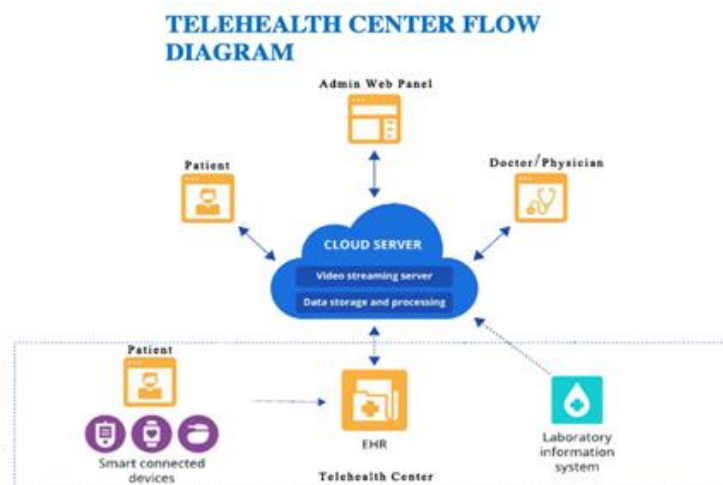 TELEHEALTH CENTER FLOW
DIAGRAM
Admin Web Panel
Patient
Doctor/Physician
CLOUD SERVER
Video streaming server
Data storage and processing
Patient
Smart connected
devices
EHR
Telehealth Center
Laboratory
information
system